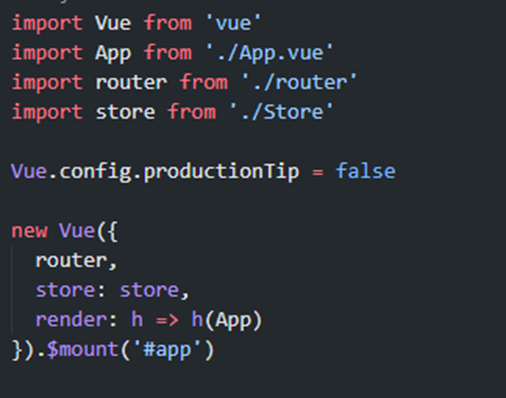 import Vue from 'vue'
import App from './App.vue'
import router from './router'
import store from './Store'

Vue.config.productionTip = false

new Vue({
  router,
  store: store,
  render: h => h(App)
}).$mount('#app')